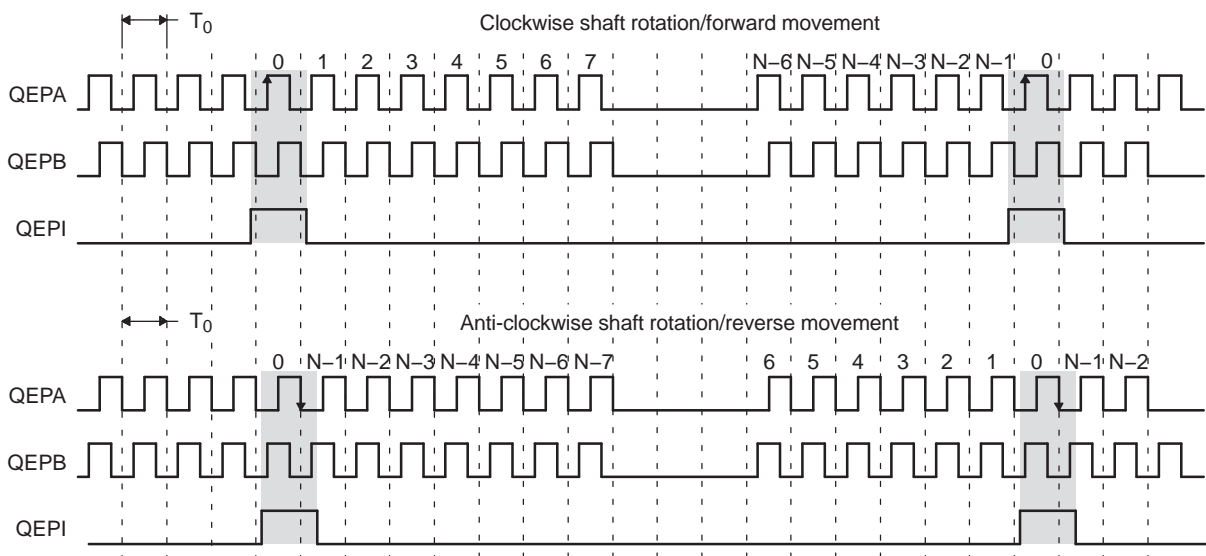 T0 Clockwise shaft rotation/forward movement
0 1 2 3 4 5 6 7 N–6 N–5 N–4 N–3 N–2 N–1 0
QEPA
QEPB
QEPI
T0 Anti-clockwise shaft rotation/reverse movement
0 N–1 N–2 N–3 N–4 N–5 N–6 N–7 6 5 4 3 2 1 0 N–1 N–2
QEPA
QEPB
QEPI